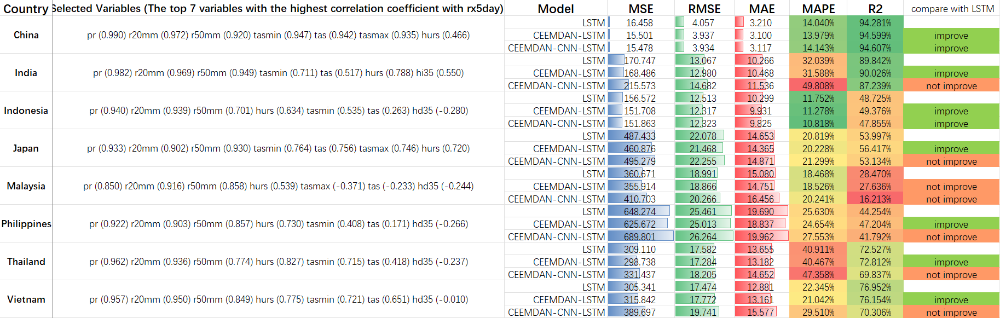 Country Selected Variables (The top 7 variables with the highest correlation coefficient with rx5day) Model MSE RMSE MAE MAPE R2 compare with LSTM
LSTM 16.458 4.057 3.210 14.040% 94.281%
China pr (0.990) r20mm (0.972) r50mm (0.920) tasmin (0.947) tas (0.942) tasmax (0.935) hurs (0.466) CEEMDAN-LSTM 15.501 3.937 3.100 13.979% 94.599% improve
CEEMDAN-CNN-LSTM 15.478 3.934 3.117 14.143% 94.607% improve
LSTM 170.747 13.067 10.266 32.039% 89.842%
India pr (0.982) r20mm (0.969) r50mm (0.949) tasmin (0.711) tas (0.517) hurs (0.788) hi35 (0.550) CEEMDAN-LSTM 168.486 12.980 10.468 31.588% 90.026% improve
CEEMDAN-CNN-LSTM 215.573 14.682 11.536 49.808% 87.239% not improve
LSTM 156.572 12.513 10.299 11.752% 48.725%
Indonesia pr (0.940) r20mm (0.939) r50mm (0.701) hurs (0.634) tasmin (0.535) tas (0.263) hd35 (-0.280) CEEMDAN-LSTM 151.708 12.317 9.931 11.278% 49.376% improve
CEEMDAN-CNN-LSTM 151.863 12.323 9.825 10.818% 47.855% improve
LSTM 487.433 22.078 14.653 20.819% 53.997%
Japan pr (0.933) r20mm (0.902) r50mm (0.930) tasmin (0.764) tas (0.756) tasmax (0.746) hurs (0.720) CEEMDAN-LSTM 460.876 21.468 14.365 20.228% 56.417% improve
CEEMDAN-CNN-LSTM 495.279 22.255 14.871 21.299% 53.134% not improve
LSTM 360.671 18.991 15.080 18.468% 28.470%
Malaysia pr (0.850) r20mm (0.916) r50mm (0.858) hurs (0.539) tasmax (-0.371) tas (-0.233) hd35 (-0.244) CEEMDAN-LSTM 355.914 18.866 14.751 18.526% 27.636% not improve
CEEMDAN-CNN-LSTM 410.703 20.266 16.456 20.241% 16.213% not improve
LSTM 648.274 25.461 19.690 25.630% 44.254%
Philippines pr (0.922) r20mm (0.903) r50mm (0.857) hurs (0.730) tasmin (0.408) tas (0.171) hd35 (-0.266) CEEMDAN-LSTM 625.672 25.013 18.837 24.654% 47.204% improve
CEEMDAN-CNN-LSTM 689.801 26.264 19.962 27.553% 41.792% not improve
LSTM 309.110 17.582 13.655 40.911% 72.527%
Thailand pr (0.962) r20mm (0.936) r50mm (0.774) hurs (0.827) tasmin (0.715) tas (0.418) hd35 (-0.237) CEEMDAN-LSTM 298.738 17.284 13.182 40.467% 72.812% improve
CEEMDAN-CNN-LSTM 331.437 18.205 14.652 47.358% 69.837% not improve
LSTM 305.341 17.474 12.881 22.345% 76.952%
Vietnam pr (0.957) r20mm (0.950) r50mm (0.849) hurs (0.775) tasmin (0.721) tas (0.651) hd35 (-0.010) CEEMDAN-LSTM 315.842 17.772 13.161 21.042% 76.154% improve
CEEMDAN-CNN-LSTM 389.697 19.741 15.577 29.510% 70.306% not improve